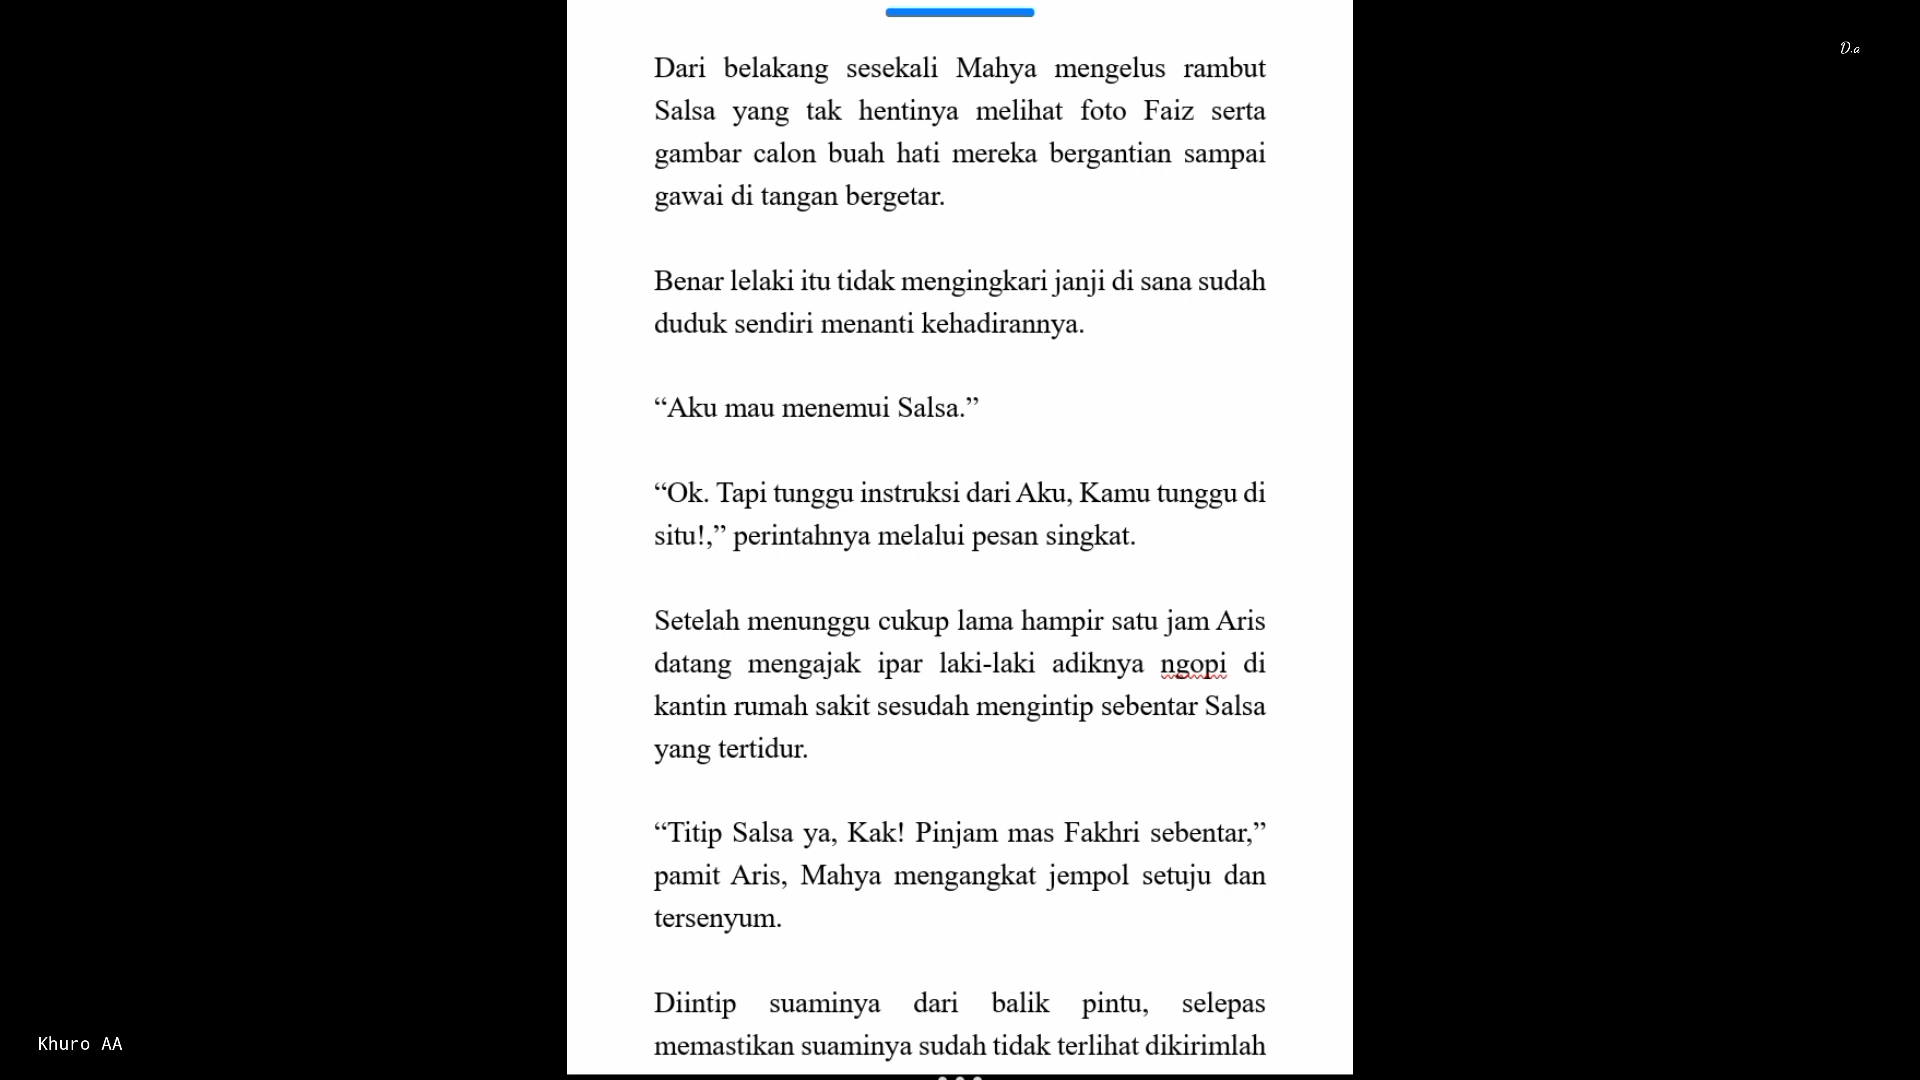 D.a
Dari belakang sesekali Mahya mengelus rambut
Salsa yang tak hentinya melihat foto Faiz serta
gambar calon buah hati mereka bergantian sampai
gawai di tangan bergetar.
Benar lelaki itu tidak mengingkari janji di sana sudah
duduk sendiri menanti kehadirannya.
“Aku mau menemui Salsa.”
“Ok. Tapi tunggu instruksi dari Aku, Kamu tunggu di
situ!,” perintahnya melalui pesan singkat.
Setelah menunggu cukup lama hampir satu jam Aris
datang mengajak ipar laki-laki adiknya ngopi di
kantin rumah sakit sesudah mengintip sebentar Salsa
yang tertidur.
“Titip Salsa ya, Kak! Pinjam mas Fakhri sebentar,”
pamit Aris, Mahya mengangkat jempol setuju dan
tersenyum.
Diintip suaminya dari balik pintu, selepas
memastikan suaminya sudah tidak terlihat dikirimlah
Khuro AA